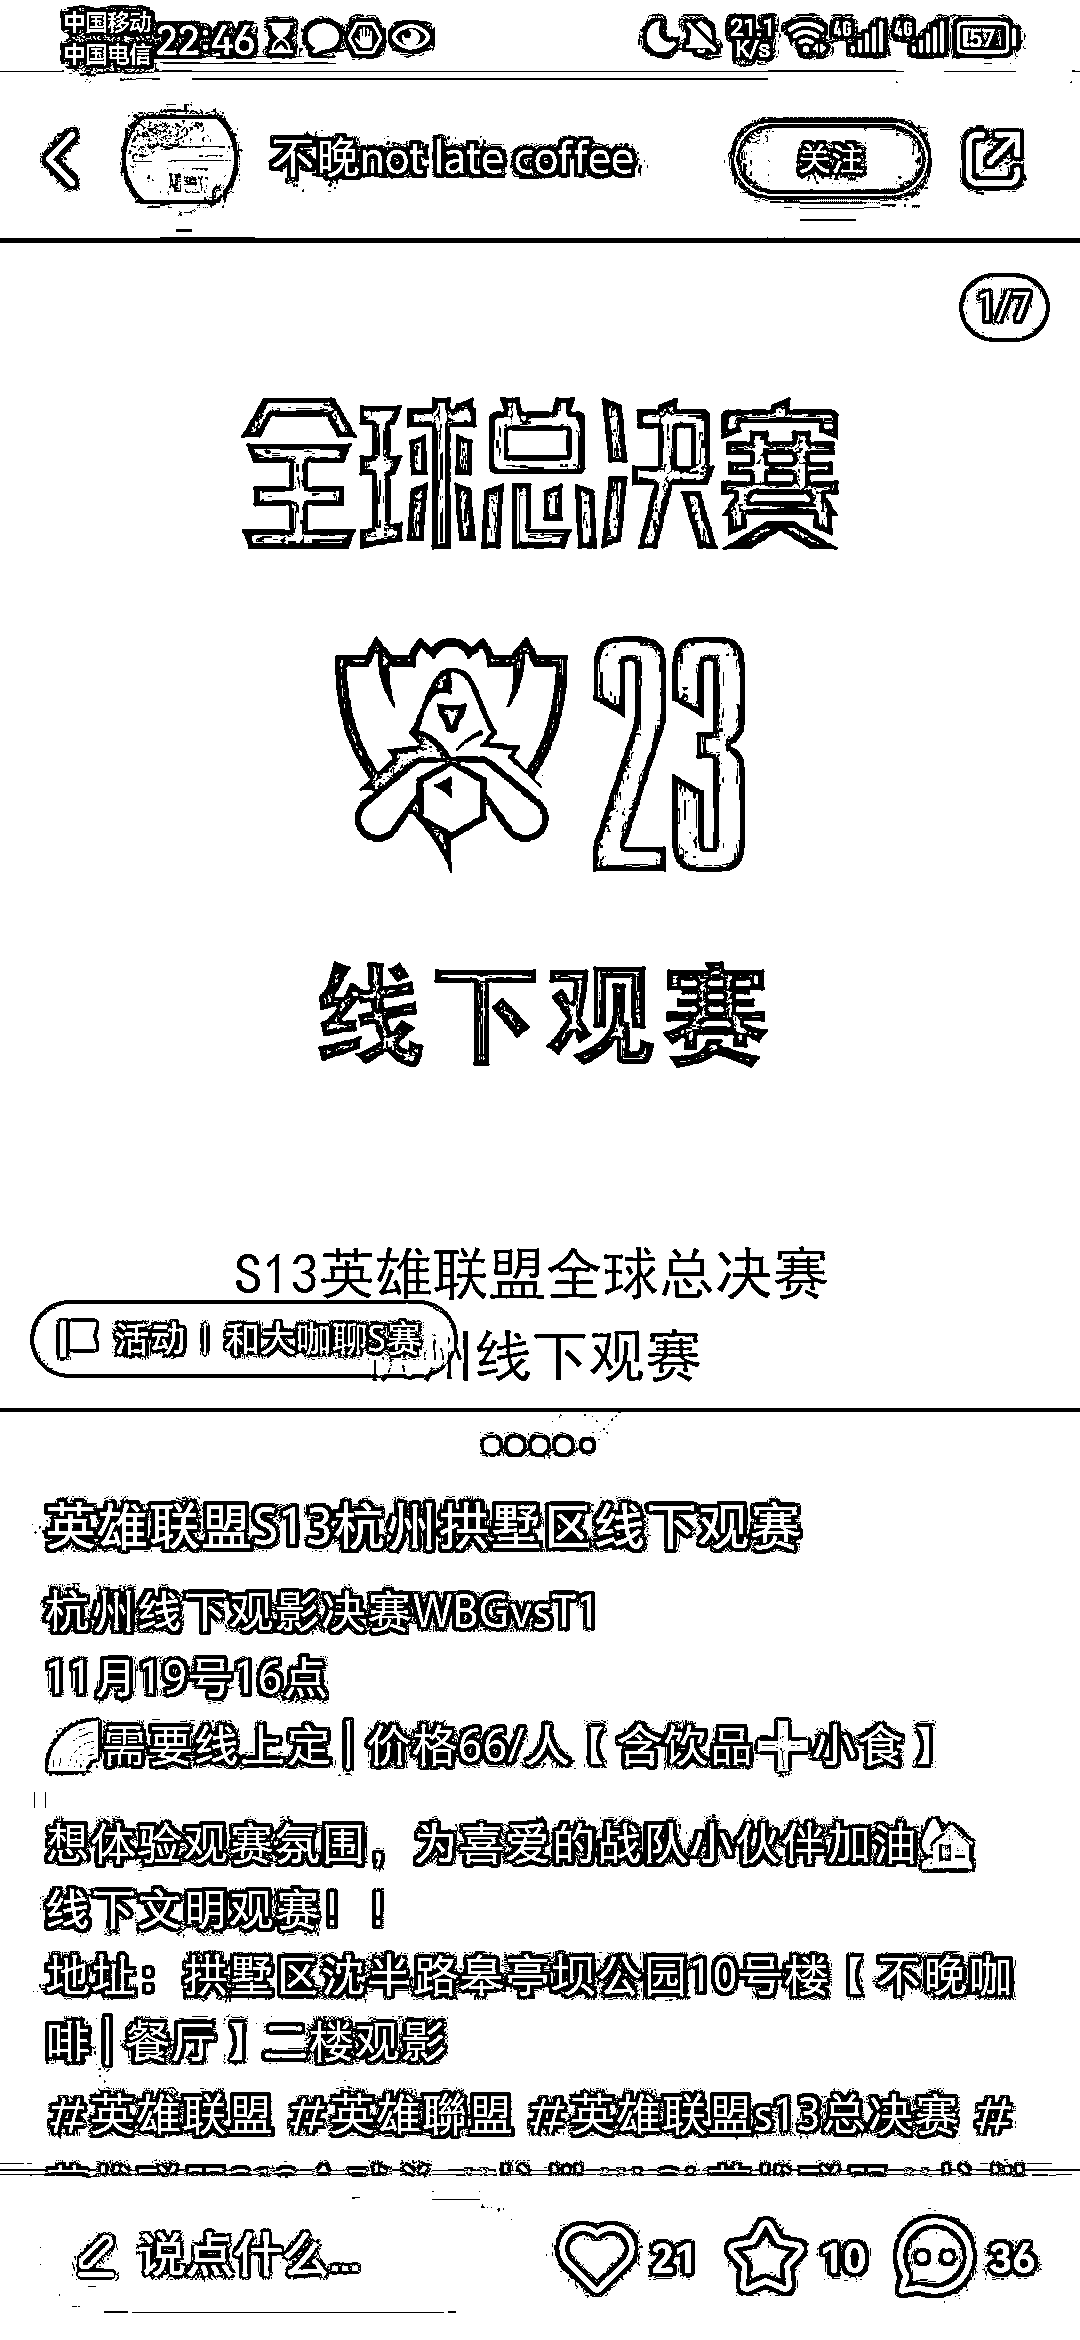 中国移动
中国电信
22:46
21.1
K/s
4G
4G
57
不晚not late coffee
关注
1/7
全球总决赛
23
线下观赛
S13英雄联盟全球总决赛
活动 | 和大咖聊S赛
州线下观赛
英雄联盟S13杭州拱墅区线下观赛
杭州线下观影决赛WBGvsT1
11月19号16点
需要线上定 | 价格66/人【含饮品➕小食】
想体验观赛氛围，为喜爱的战队小伙伴加油
线下文明观赛！！
地址：拱墅区沈半路皋亭坝公园10号楼【不晚咖
啡 | 餐厅】二楼观影
#英雄联盟 #英雄聯盟 #英雄联盟s13总决赛 #
说点什么...
21
10
36